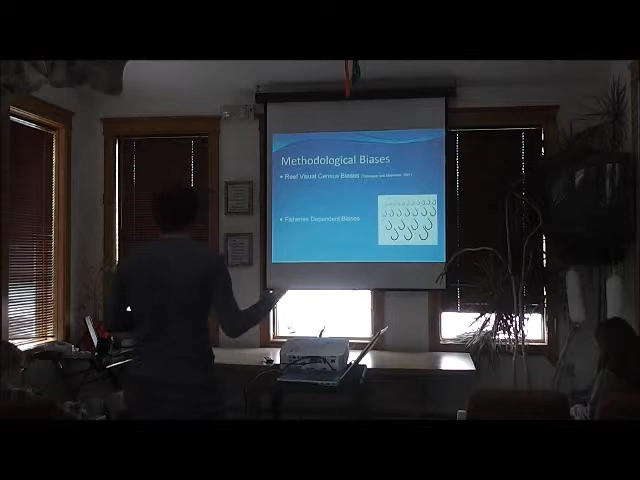 Methodological Biases
• Reef Visual Census Biases
• Fisheries Dependent Biases